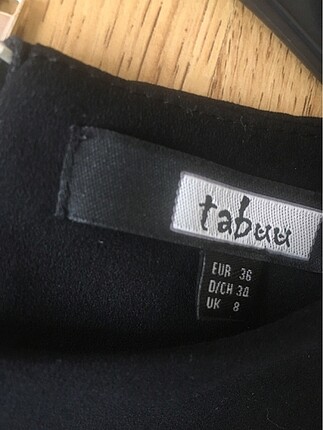 tabuu
EUR 36
D/CH 34
UK 8